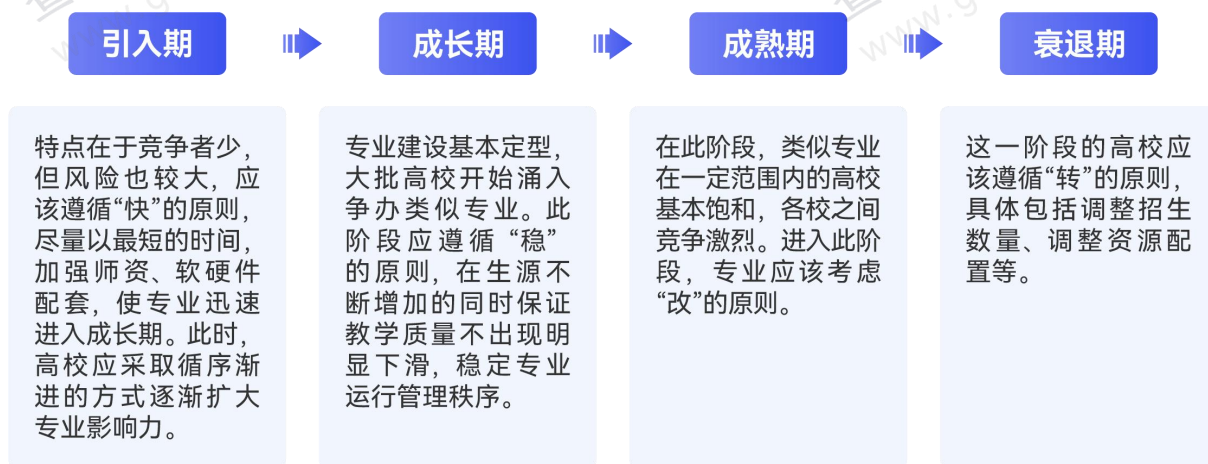 引入期
成长期
成熟期
衰退期
特点在于竞争者少，
但风险也较大，应
该遵循“快”的原则，
尽量以最短的时间，
加强师资、软硬件
配套，使专业迅速
进入成长期。此时，
高校应采取循序渐
进的方式逐渐扩大
专业影响力。
专业建设基本定型，
大批高校开始涌入
争办类似专业。此
阶段应遵循“稳”
的原则，在生源不
断增加的同时保证
教学质量不出现明
显下滑，稳定专业
运行管理秩序。
在此阶段，类似专业
在一定范围内的高校
基本饱和，各校之间
竞争激烈。进入此阶
段，专业应该考虑
“改”的原则。
这一阶段的高校应
该遵循“转”的原则，
具体包括调整招生
数量、调整资源配
置等。